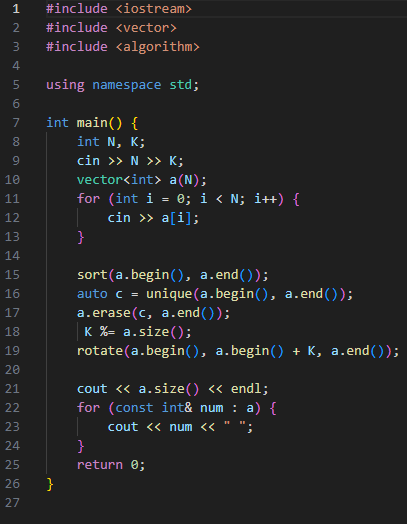 1 #include <iostream>
2 #include <vector>
3 #include <algorithm>
4
5 using namespace std;
6
7 int main() {
8     int N, K;
9     cin >> N >> K;
10     vector<int> a(N);
11     for (int i = 0; i < N; i++) {
12         cin >> a[i];
13     }
14
15     sort(a.begin(), a.end());
16     auto c = unique(a.begin(), a.end());
17     a.erase(c, a.end());
18      K %= a.size();
19     rotate(a.begin(), a.begin() + K, a.end());
20
21     cout << a.size() << endl;
22     for (const int& num : a) {
23         cout << num << " ";
24     }
25     return 0;
26 }
27